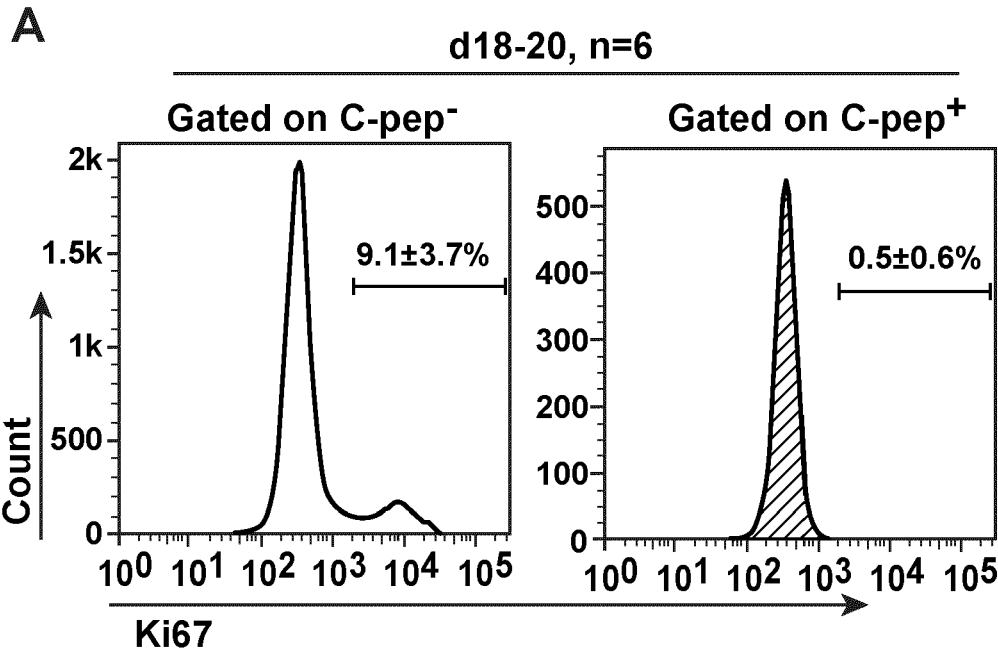 A
d18-20, n=6
Gated on C-pep⁻
Gated on C-pep⁺
2k
1.5k
1k
500
0
9.1±3.7%
500
400
300
200
100
0
0.5±0.6%
Count
10⁰ 10¹ 10² 10³ 10⁴ 10⁵
10⁰ 10¹ 10² 10³ 10⁴ 10⁵
Ki67